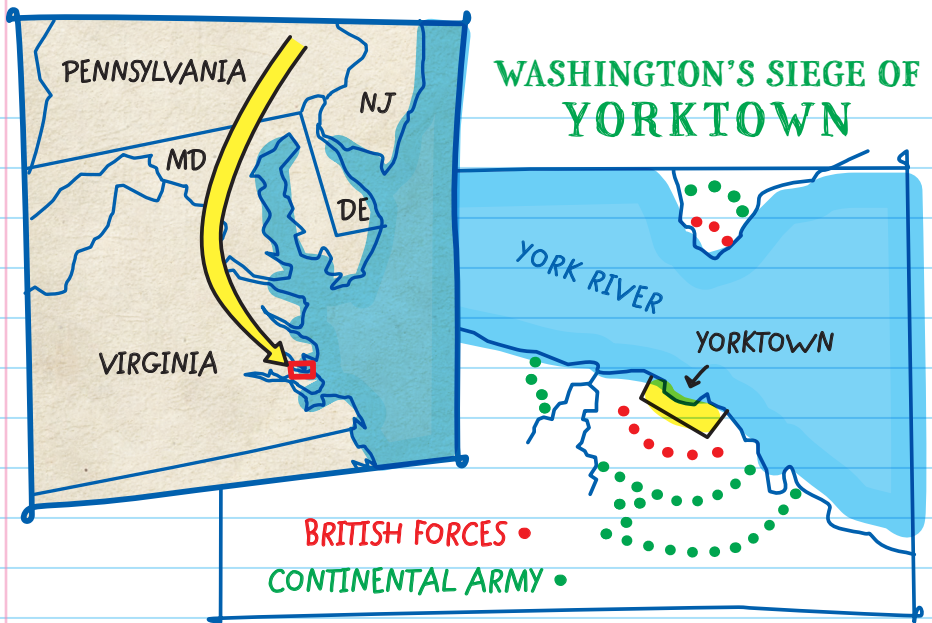 WASHINGTON'S SIEGE OF
YORKTOWN
PENNSYLVANIA
NJ
MD
DE
VIRGINIA
YORK RIVER
YORKTOWN
BRITISH FORCES
CONTINENTAL ARMY